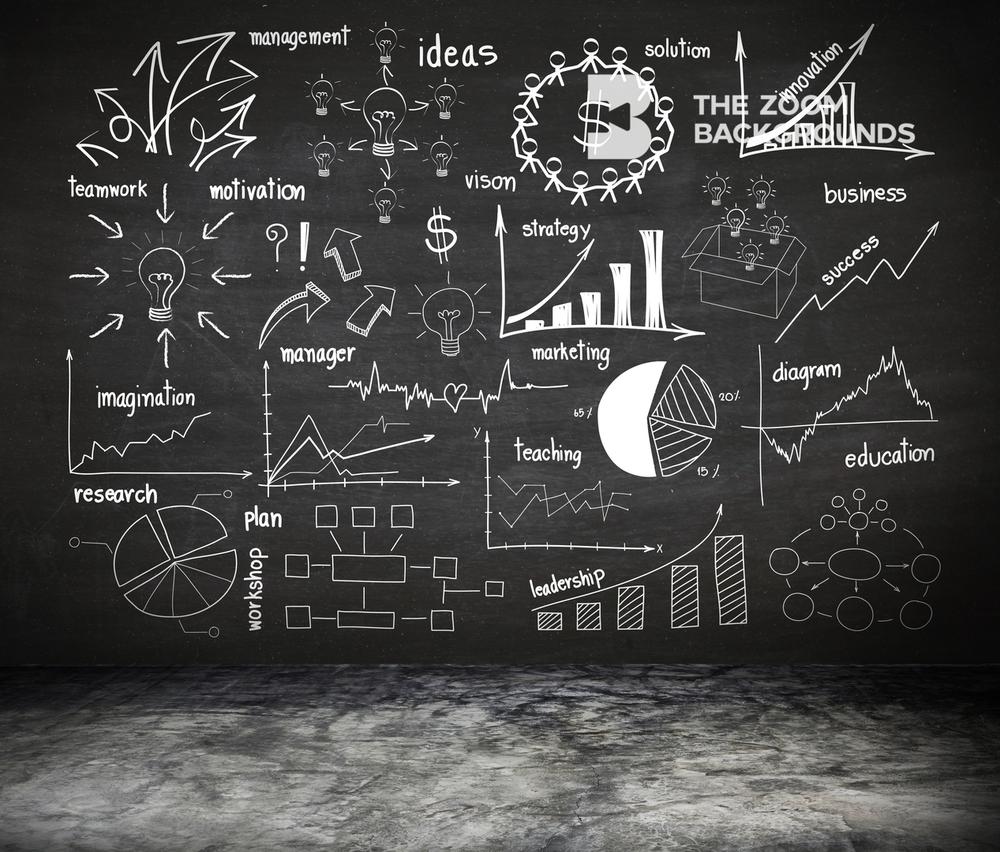 management
ideas
solution
innovation
$
THE ZOOM
BACKGROUNDS
teamwork
motivation
vison
business
? !
$
strategy
success
manager
marketing
imagination
diagram
65%
20%
15%
y
teaching
education
research
plan
x
workshop
leadership